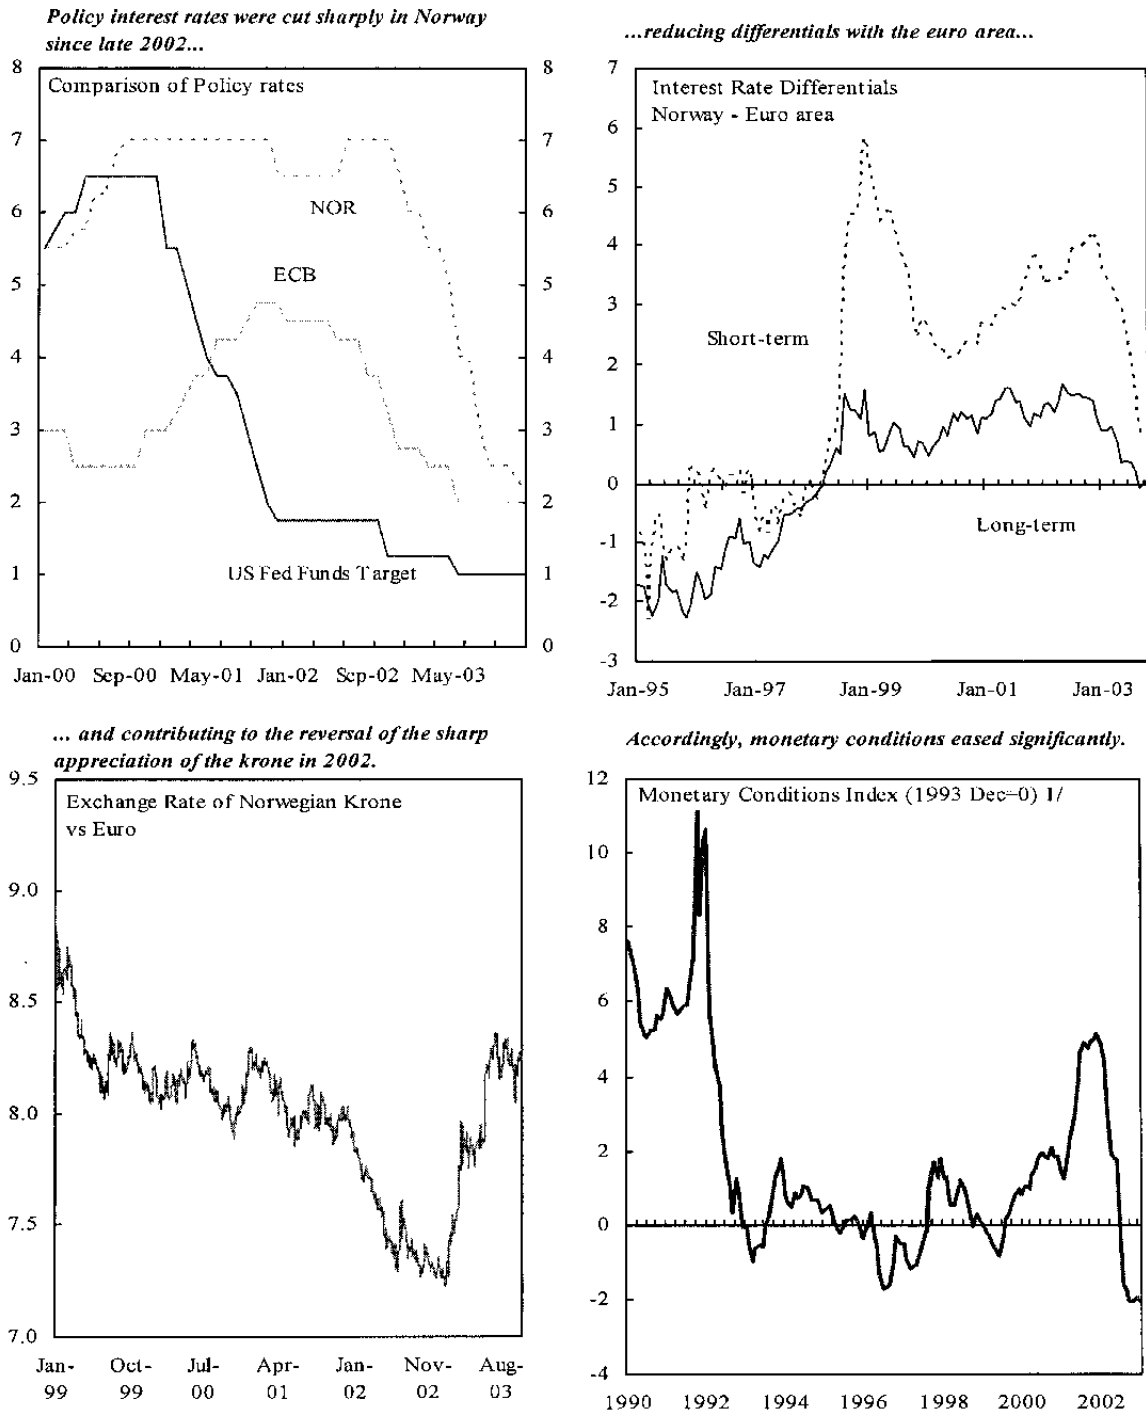 Policy interest rates were cut sharply in Norway
since late 2002...
8
7
6
5
4
3
2
1
0
Comparison of Policy rates
NOR
ECB
US Fed Funds Target
8
7
6
5
4
3
2
1
0
Jan-00 Sep-00 May-01 Jan-02 Sep-02 May-03
...reducing differentials with the euro area...
7
6
5
4
3
2
1
0
-1
-2
-3
Interest Rate Differentials
Norway - Euro area
Short-term
Long-term
Jan-95 Jan-97 Jan-99 Jan-01 Jan-03
... and contributing to the reversal of the sharp
appreciation of the krone in 2002.
9.5
9.0
8.5
8.0
7.5
7.0
Exchange Rate of Norwegian Krone
vs Euro
Jan- Oct- Jul- Apr- Jan- Nov- Aug-
99 99 00 01 02 02 03
Accordingly, monetary conditions eased significantly.
12
10
8
6
4
2
0
-2
-4
Monetary Conditions Index (1993 Dec=0) 1/
1990 1992 1994 1996 1998 2000 2002